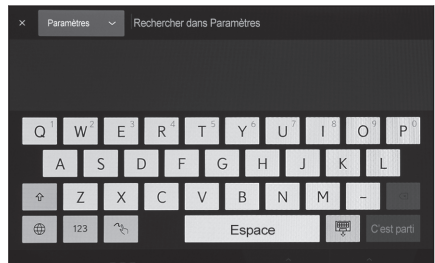 × Paramètres Rechercher dans Paramètres
Q 1 W 2 E 3 R 4 T 5 Y 6 U 7 I 8 O 9 P 0
A S D F G H J K L
Z X C V B N M -
123 Espace C'est parti